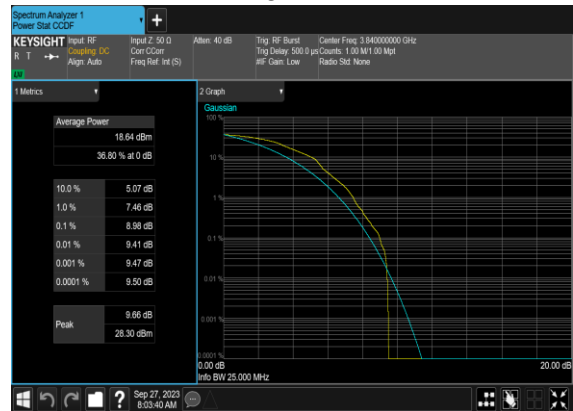 Spectrum Analyzer 1
Power Stat CCDF
+
KEYSIGHT
R T
LXI
Input: RF
Coupling: DC
Align: Auto
Input Z: 50 Ω
Corr CCorr
Freq Ref: Int (S)
Atten: 40 dB
Trig: RF Burst
Trig Delay: 500.0 µs
#IF Gain: Low
Center Freq: 3.840000000 GHz
Counts: 1.00 M/1.00 Mpt
Radio Std: None
1 Metrics
Average Power
18.64 dBm
36.80 % at 0 dB
10.0 % 5.07 dB
1.0 % 7.46 dB
0.1 % 8.98 dB
0.01 % 9.41 dB
0.001 % 9.47 dB
0.0001 % 9.50 dB
Peak
9.66 dB
28.30 dBm
2 Graph
Gaussian
100 %
10 %
1 %
0.1 %
0.01 %
0.001 %
0.0001 %
0.00 dB
20.00 dB
Info BW 25.000 MHz
?
Sep 27, 2023
8:03:40 AM